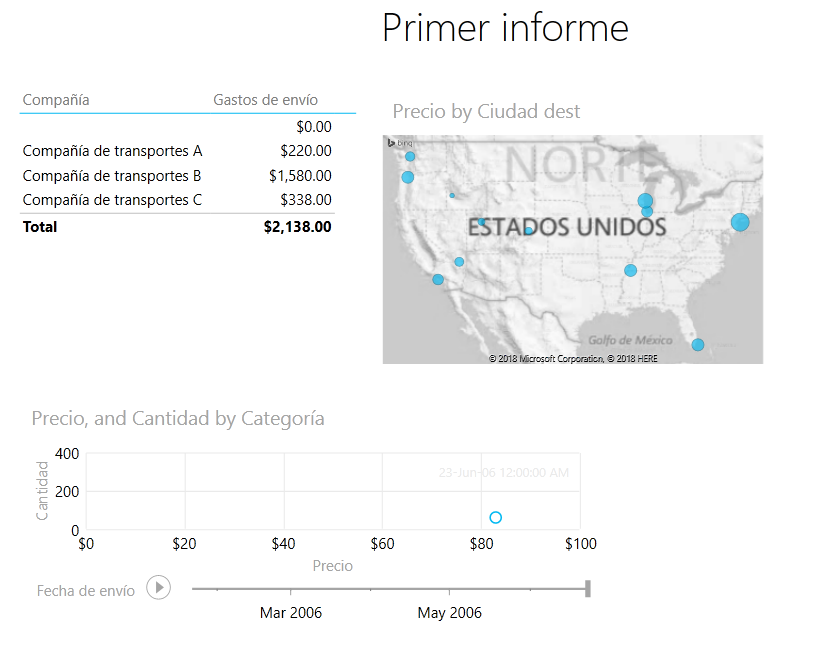 Primer informe
Compañía Gastos de envío
$0.00
Compañía de transportes A $220.00
Compañía de transportes B $1,580.00
Compañía de transportes C $338.00
Total $2,138.00
Precio by Ciudad dest
bing
NORTE
ESTADOS UNIDOS
Golfo de México
© 2018 Microsoft Corporation, © 2018 HERE
Precio, and Cantidad by Categoría
Cantidad
400
200
0
23-Jun-06 12:00:00 AM
$0 $20 $40 $60 $80 $100
Precio
Fecha de envío
Mar 2006 May 2006